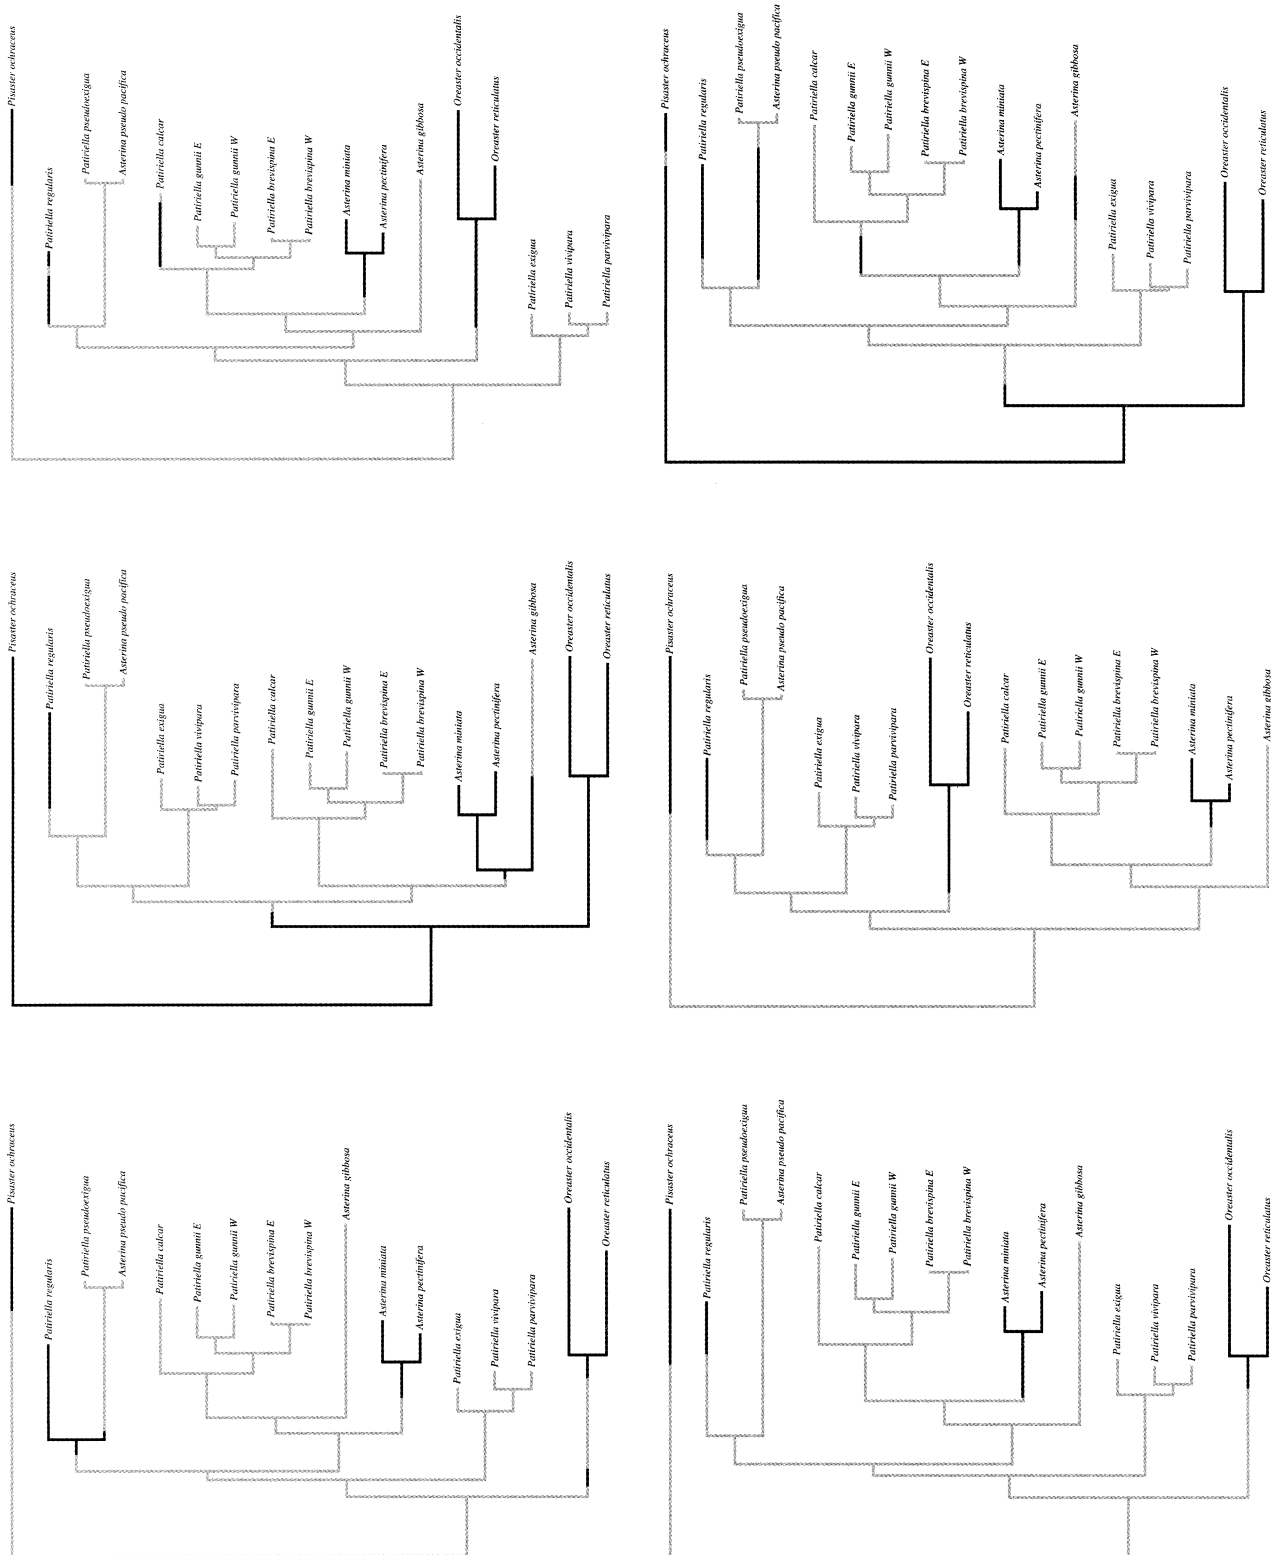 Pisaster ochraceus
Patiriella regularis
Patiriella pseudoexigua
Asterina pseudo pacifica
Patiriella calcar
Patiriella gunnii E
Patiriella gunnii W
Patiriella brevispina E
Patiriella brevispina W
Asterina miniata
Asterina pectinifera
Asterina gibbosa
Oreaster occidentalis
Oreaster reticulatus
Patiriella exigua
Patiriella vivipara
Patiriella parvivipara
Pisaster ochraceus
Patiriella regularis
Patiriella pseudoexigua
Asterina pseudo pacifica
Patiriella calcar
Patiriella gunnii E
Patiriella gunnii W
Patiriella brevispina E
Patiriella brevispina W
Asterina miniata
Asterina pectinifera
Asterina gibbosa
Patiriella exigua
Patiriella vivipara
Patiriella parvivipara
Oreaster occidentalis
Oreaster reticulatus
Pisaster ochraceus
Patiriella regularis
Patiriella pseudoexigua
Asterina pseudo pacifica
Patiriella exigua
Patiriella vivipara
Patiriella parvivipara
Patiriella calcar
Patiriella gunnii E
Patiriella gunnii W
Patiriella brevispina E
Patiriella brevispina W
Asterina miniata
Asterina pectinifera
Asterina gibbosa
Oreaster occidentalis
Oreaster reticulatus
Pisaster ochraceus
Patiriella regularis
Patiriella pseudoexigua
Asterina pseudo pacifica
Patiriella exigua
Patiriella vivipara
Patiriella parvivipara
Oreaster occidentalis
Oreaster reticulatus
Patiriella calcar
Patiriella gunnii E
Patiriella gunnii W
Patiriella brevispina E
Patiriella brevispina W
Asterina miniata
Asterina pectinifera
Asterina gibbosa
Pisaster ochraceus
Patiriella regularis
Patiriella pseudoexigua
Asterina pseudo pacifica
Patiriella calcar
Patiriella gunnii E
Patiriella gunnii W
Patiriella brevispina E
Patiriella brevispina W
Asterina gibbosa
Asterina miniata
Asterina pectinifera
Patiriella exigua
Patiriella vivipara
Patiriella parvivipara
Oreaster occidentalis
Oreaster reticulatus
Pisaster ochraceus
Patiriella regularis
Patiriella pseudoexigua
Asterina pseudo pacifica
Patiriella calcar
Patiriella gunnii E
Patiriella gunnii W
Patiriella brevispina E
Patiriella brevispina W
Asterina miniata
Asterina pectinifera
Asterina gibbosa
Patiriella exigua
Patiriella vivipara
Patiriella parvivipara
Oreaster occidentalis
Oreaster reticulatus